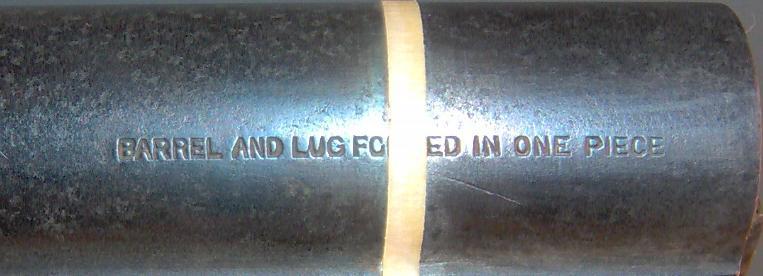 BARREL AND LUG IN ONE PIECE